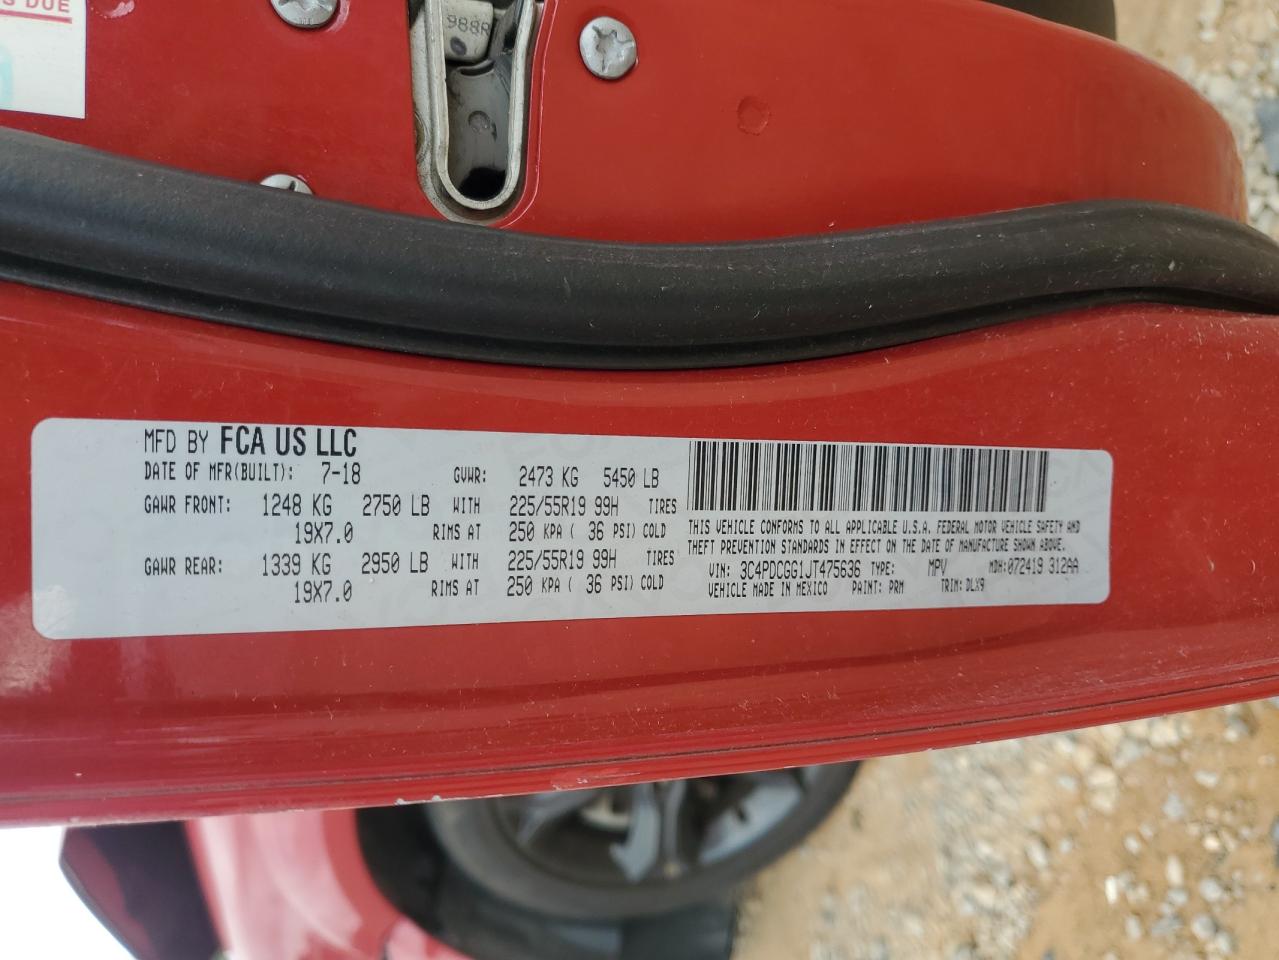 S DUE
988R
MFD BY FCA US LLC
DATE OF MFR(BUILT): 7-18 GVWR: 2473 KG 5450 LB
GAWR FRONT: 1248 KG 2750 LB WITH 225/55R19 99H TIRES
19X7.0 RIMS AT 250 KPA ( 36 PSI) COLD
GAWR REAR: 1339 KG 2950 LB WITH 225/55R19 99H TIRES
19X7.0 RIMS AT 250 KPA ( 36 PSI) COLD
THIS VEHICLE CONFORMS TO ALL APPLICABLE U.S.A. FEDERAL MOTOR VEHICLE SAFETY AND
THEFT PREVENTION STANDARDS IN EFFECT ON THE DATE OF MANUFACTURE SHOWN ABOVE.
VIN: 3C4PDCGG1JT475636 TYPE: MPV MDH:072419 312AA
VEHICLE MADE IN MEXICO PAINT: PRM TRIM: DLX9